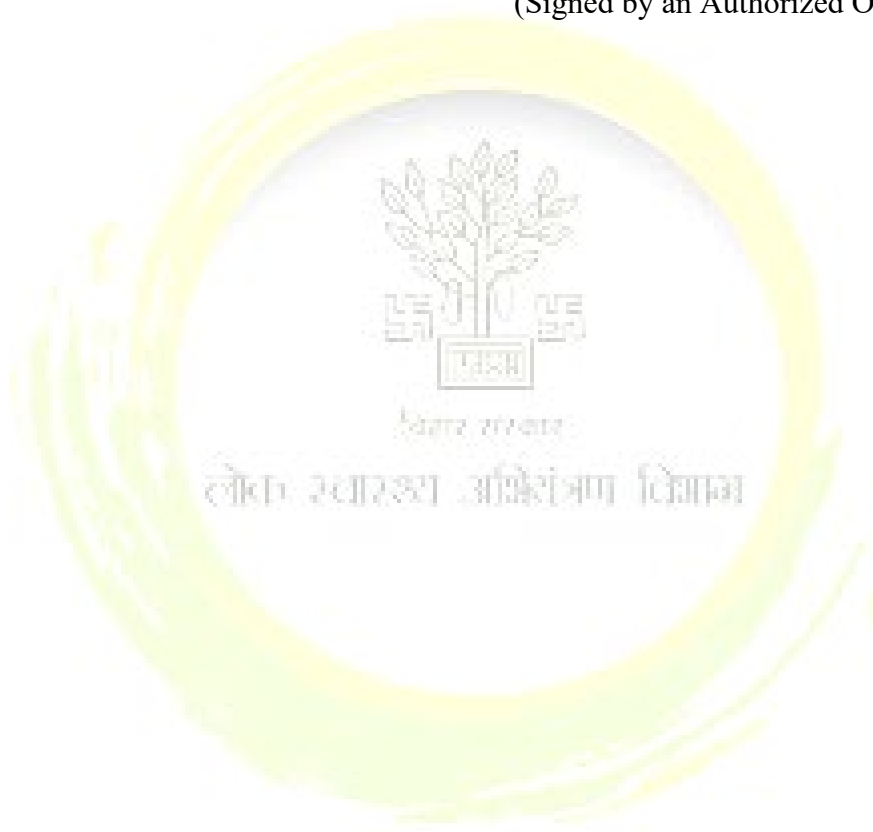 (Signed by an Authorized O
बिहार सरकार
लोक स्वास्थ्य अभियंत्रण विभाग